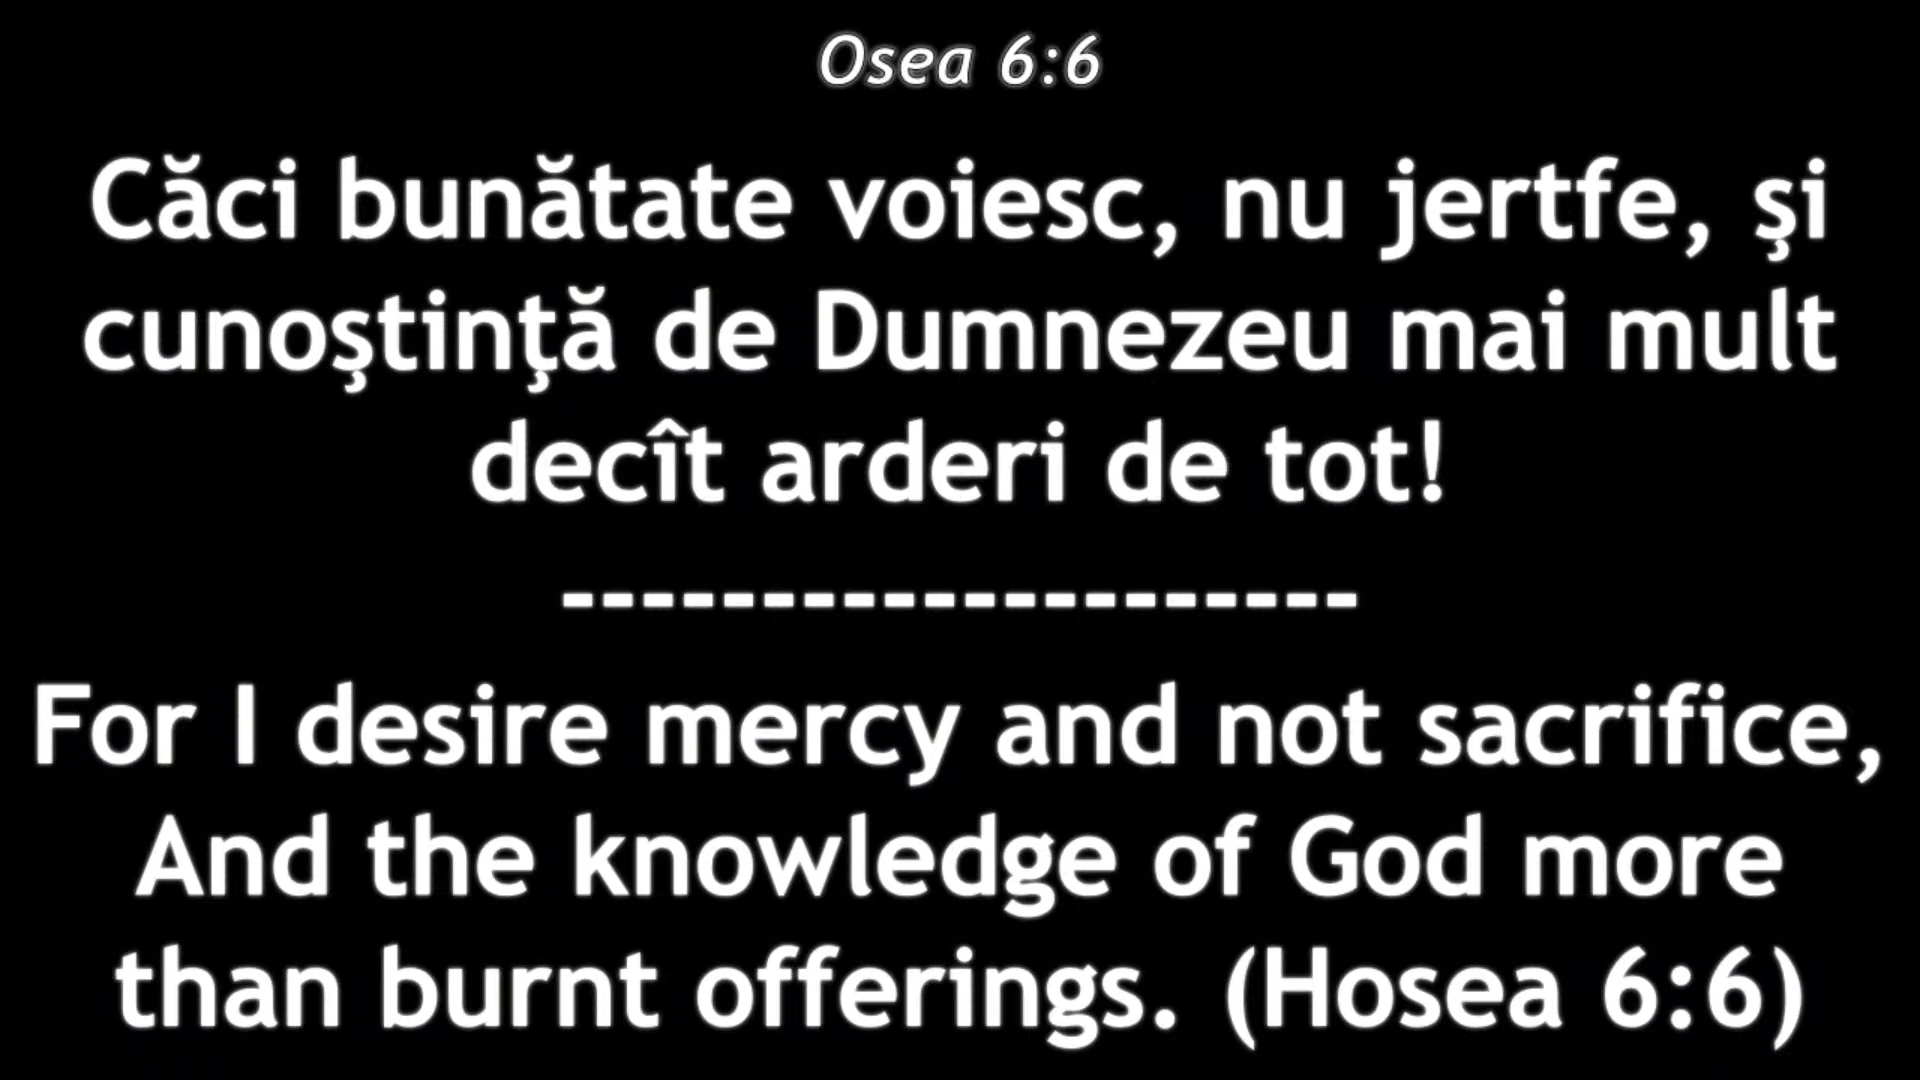 Osea 6:6
Căci bunătate voiesc, nu jertfe, şi
cunoştinţă de Dumnezeu mai mult
decît arderi de tot!
--------------------
For I desire mercy and not sacrifice,
And the knowledge of God more
than burnt offerings. (Hosea 6:6)